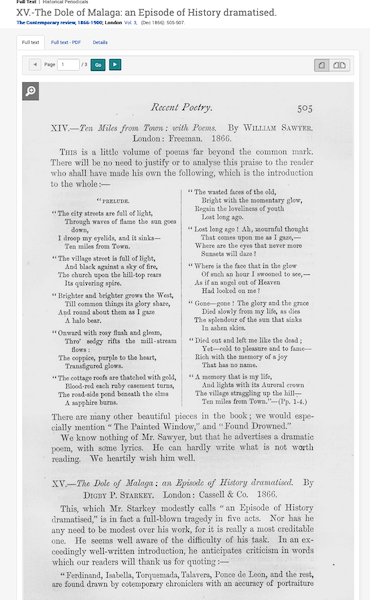 Full Text | Historical Periodicals
XV.-The Dole of Malaga: an Episode of History dramatised.
The Contemporary review, 1866-1900; London Vol. 3, (Dec 1866): 505-507.
Full text
Full text - PDF
Details
Page 1 / 3 Go
Recent Poetry. 505
XIV.—Ten Miles from Town; with Poems. By WILLIAM SAWYER.
London: Freeman. 1866.
THIS is a little volume of poems far beyond the common mark.
There will be no need to justify or to analyse this praise to the reader
who shall have made his own the following, which is the introduction
to the whole:—
"PRELUDE.
"The city streets are full of light,
Through waves of flame the sun goes
down,
I droop my eyelids, and it sinks—
Ten miles from Town.
"The village street is full of light,
And black against a sky of fire,
The church upon the hill-top rears
Its quivering spire.
"Brighter and brighter grows the West,
Till common things its glory share,
And round about them as I gaze
A halo bear.
"Onward with rosy flush and gleam,
Thro' sedgy rifts the mill-stream
flows:
The coppice, purple to the heart,
Transfigured glows.
"The cottage roofs are thatched with gold,
Blood-red each ruby casement turns,
The road-side pond beneath the elms
A sapphire burns.
"The wasted faces of the old,
Bright with the momentary glow,
Regain the loveliness of youth
Lost long ago.
"Lost long ago! Ah, mournful thought
That comes upon me as I gaze,—
Where are the eyes that never more
Sunsets will daze!
"Where is the face that in the glow
Of such an hour I swooned to see,—
As if an angel out of Heaven
Had looked on me!
"Gone—gone! The glory and the grace
Died slowly from my life, as dies
The splendour of the sun that sinks
In ashen skies.
"Died out and left me like the dead;
Yet—cold to pleasure and to fame—
Rich with the memory of a joy
That has no name.
"A memory that is my life,
And lights with its Auroral crown
The village straggling up the hill—
Ten miles from Town."—(Pp. 1-4.)
There are many other beautiful pieces in the book; we would espe-
cially mention "The Painted Window," and "Found Drowned."
We know nothing of Mr. Sawyer, but that he advertises a dramatic
poem, with some lyrics. He can hardly write what is not worth
reading. We heartily wish him well.
XV.—The Dole of Malaga; an Episode of History dramatised. By
DIGBY P. STARKEY. London: Cassell & Co. 1866.
This, which Mr. Starkey modestly calls "an Episode of History
dramatised," is in fact a full-blown tragedy in five acts. Nor has he
any need to be modest over his work, for it is really a most creditable
one. He seems well aware of the difficulty of his task. In an ex-
ceedingly well-written introduction, he anticipates criticism in words
which our readers will thank us for quoting:—
"Ferdinand, Isabella, Torquemada, Talavera, Ponce de Leon, and the rest,
are found drawn by cotemporary chroniclers with an accuracy of portraiture